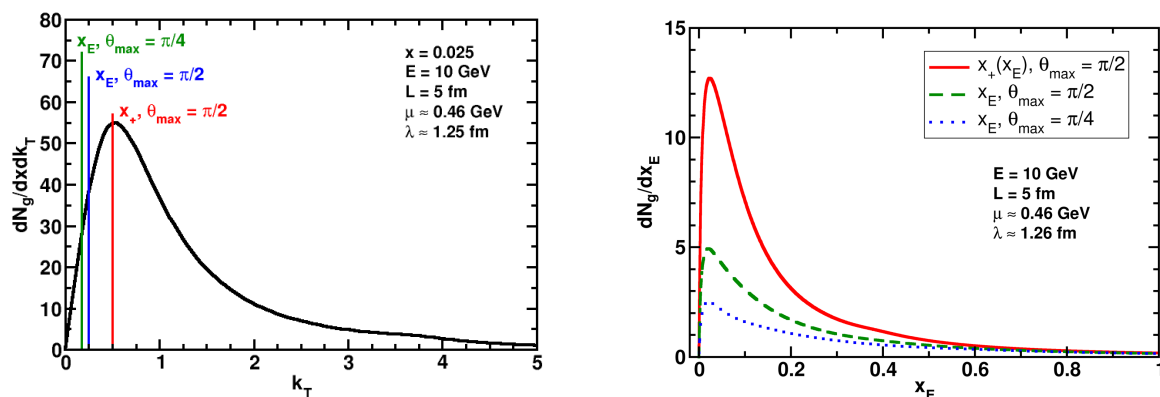 80
70
60
50
40
30
20
10
0
dN_g/dxdk_T
x_E, θ_max = π/4
x_E, θ_max = π/2
x_+, θ_max = π/2
x = 0.025
E = 10 GeV
L = 5 fm
μ ≈ 0.46 GeV
λ ≈ 1.25 fm
0 1 2 3 4 5
k_T
15
10
5
0
dN_g/dx_E
x_+(x_E), θ_max = π/2
x_E, θ_max = π/2
x_E, θ_max = π/4
E = 10 GeV
L = 5 fm
μ ≈ 0.46 GeV
λ ≈ 1.26 fm
0 0.2 0.4 0.6 0.8 1
x_E